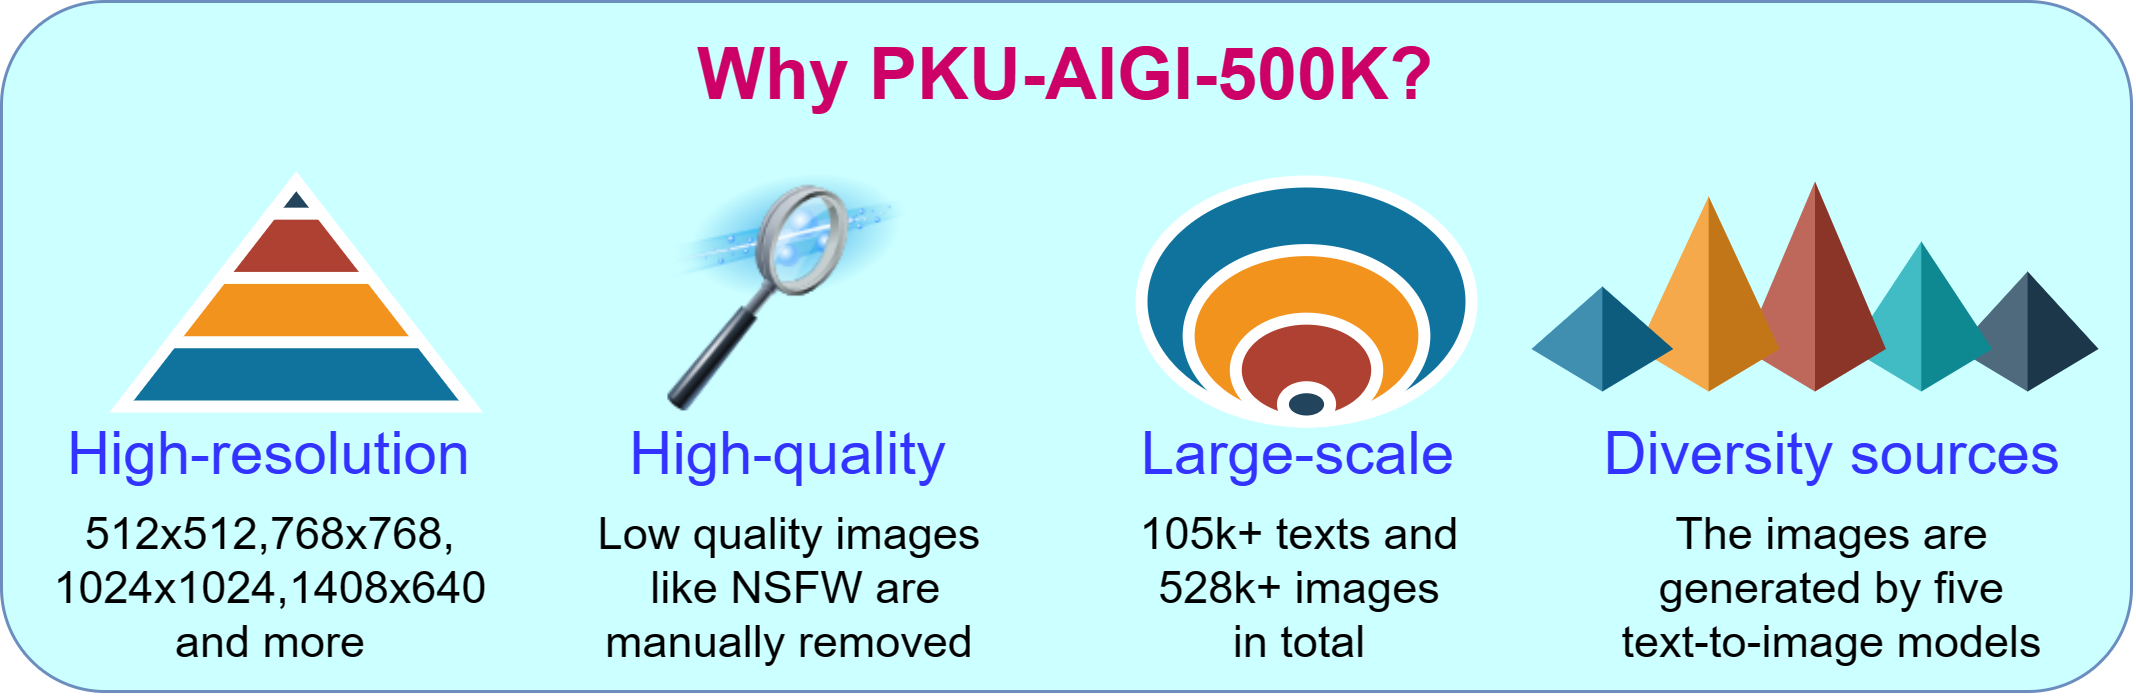 Why PKU-AIGI-500K?
High-resolution
512x512,768x768,
1024x1024,1408x640
and more
High-quality
Low quality images
like NSFW are
manually removed
Large-scale
105k+ texts and
528k+ images
in total
Diversity sources
The images are
generated by five
text-to-image models